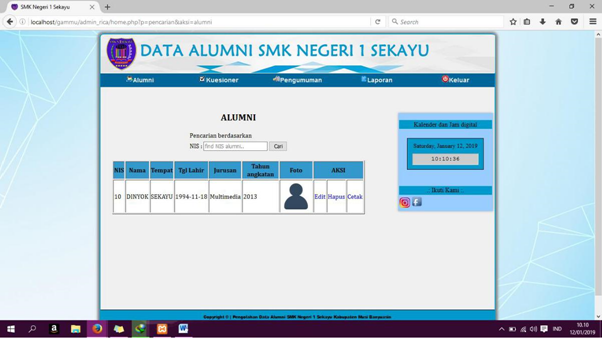 SMK Negeri 1 Sekayu
localhost/gammu/admin_rica/home.php?p=pencarian&aksi=alumni
Search
DATA ALUMNI SMK NEGERI 1 SEKAYU
Alumni Kuesioner Pengumuman Laporan Keluar
ALUMNI
Pencarian berdasarkan
NIS : find NIS alumni.. Cari
NIS Nama Tempat Tgl Lahir Jurusan Tahun angkatan Foto AKSI
10 DINYOK SEKAYU 1994-11-18 Multimedia 2013 Edit Hapus Cetak
Kalender dan Jam digital
Saturday, January 12, 2019
10:10:36
Ikuti Kami ..
Copyright © | Pengolahan Data Alumni SMK Negeri 1 Sekayu Kabupaten Musi Banyuasin
IND
10.10
12/01/2019